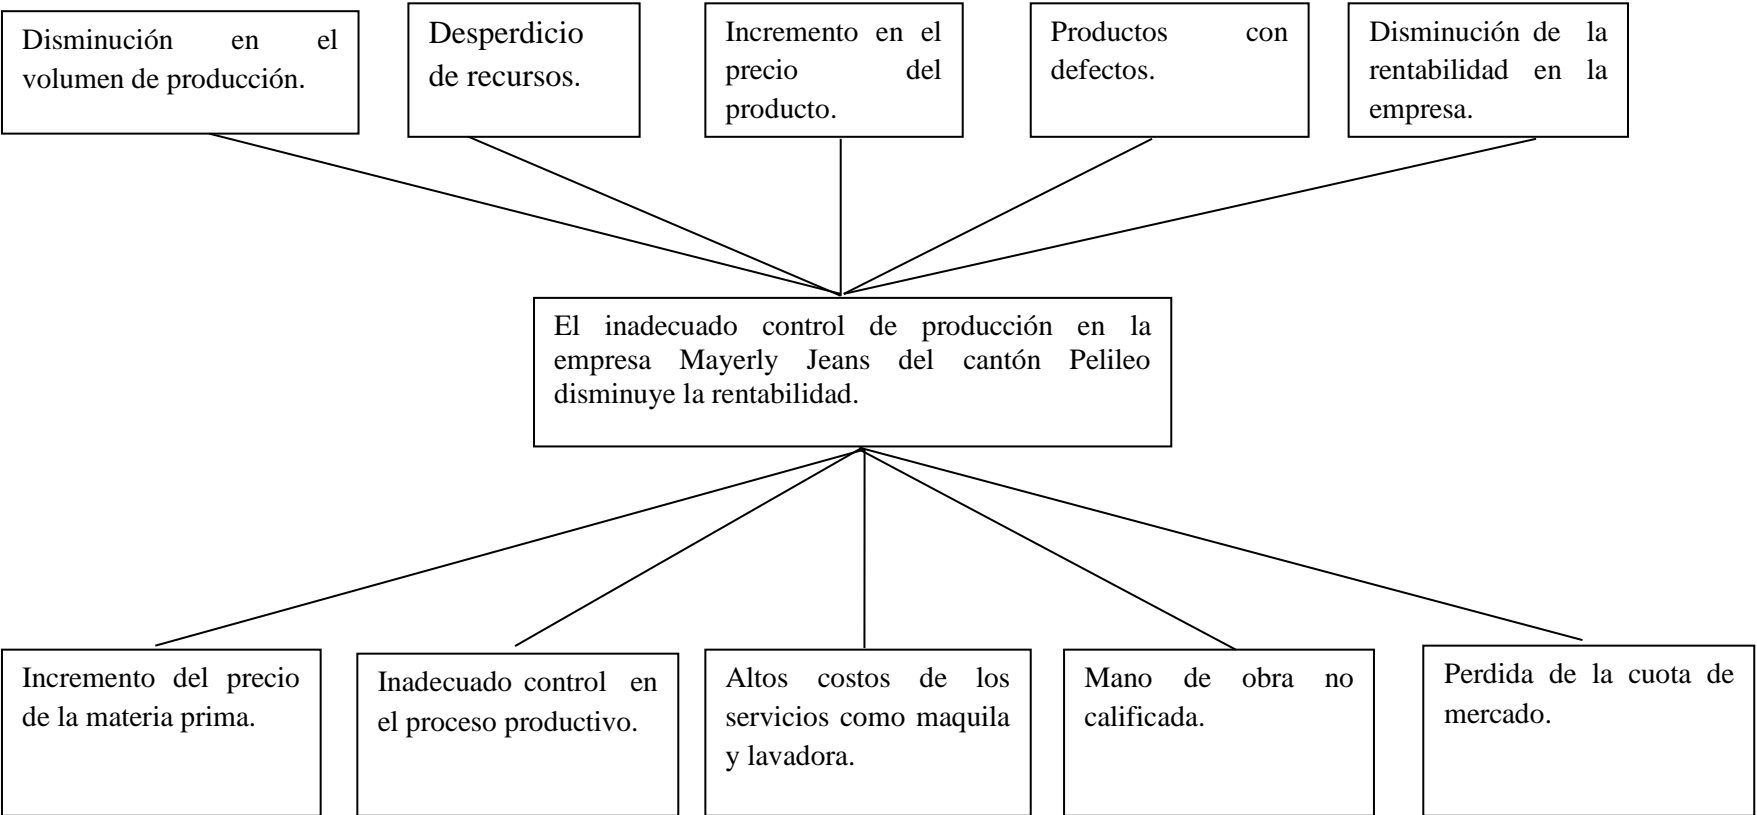 Disminución en el
volumen de producción.
Desperdicio
de recursos.
Incremento en el
precio del
producto.
Productos con
defectos.
Disminución de la
rentabilidad en la
empresa.
El inadecuado control de producción en la
empresa Mayerly Jeans del cantón Pelileo
disminuye la rentabilidad.
Incremento del precio
de la materia prima.
Inadecuado control en
el proceso productivo.
Altos costos de los
servicios como maquila
y lavadora.
Mano de obra no
calificada.
Perdida de la cuota de
mercado.